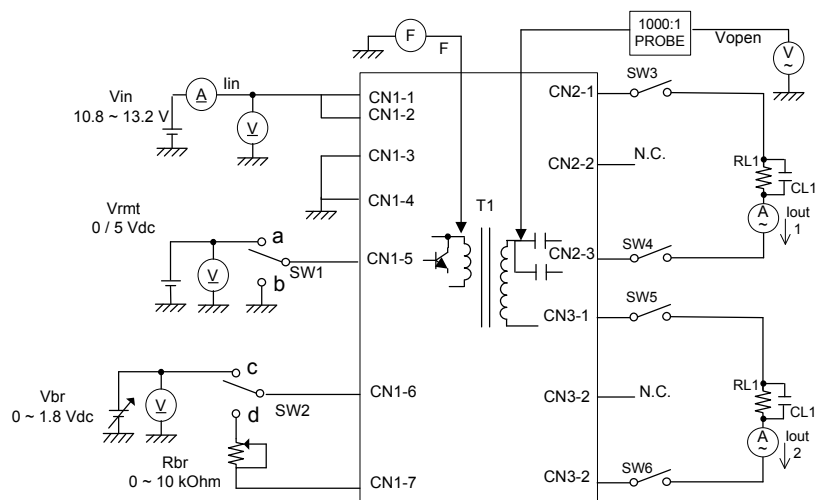 F
F
1000:1
PROBE
Vopen
V
~
Vin
10.8 ~ 13.2 V
A
Iin
V
CN1-1
CN1-2
CN1-3
CN1-4
CN2-1
SW3
CN2-2
N.C.
RL1
CL1
A
~
Iout
1
Vrmt
0 / 5 Vdc
V
a
b
SW1
CN1-5
T1
CN2-3
SW4
CN3-1
SW5
Vbr
0 ~ 1.8 Vdc
V
c
d
SW2
CN1-6
CN3-2
N.C.
RL1
CL1
A
~
Iout
2
Rbr
0 ~ 10 kOhm
CN1-7
CN3-2
SW6